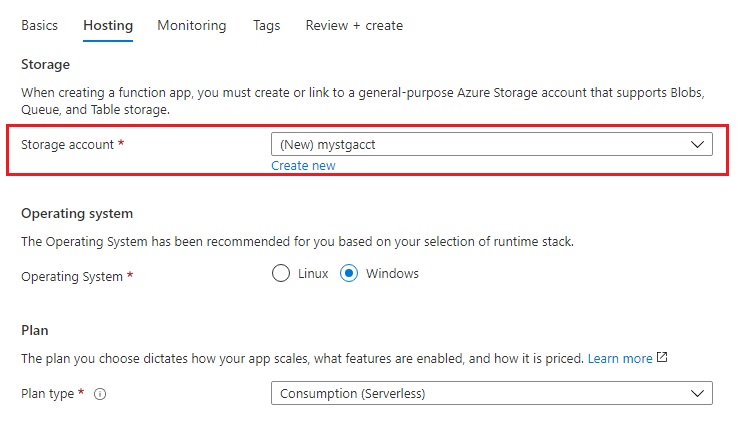 Basics Hosting Monitoring Tags Review + create
Storage
When creating a function app, you must create or link to a general-purpose Azure Storage account that supports Blobs,
Queue, and Table storage.
Storage account * (New) mystgacct
Create new
Operating system
The Operating System has been recommended for you based on your selection of runtime stack.
Operating System * Linux Windows
Plan
The plan you choose dictates how your app scales, what features are enabled, and how it is priced. Learn more
Plan type * Consumption (Serverless)